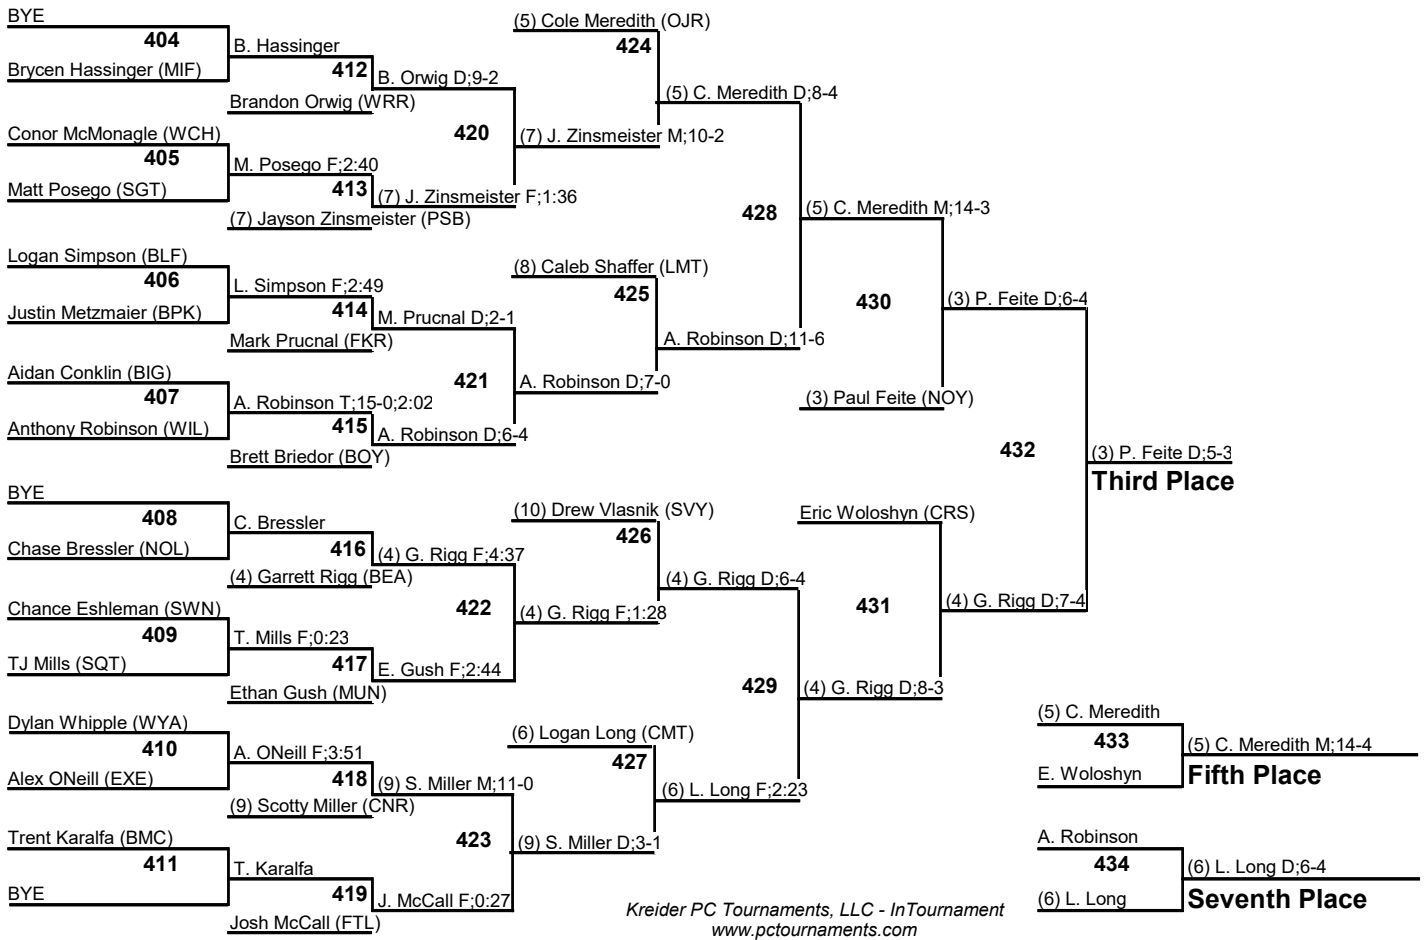 BYE
404
Brycen Hassinger (MIF)
B. Hassinger
412
Brandon Orwig (WRR)
B. Orwig D;9-2
Conor McMonagle (WCH)
405
Matt Posego (SGT)
M. Posego F;2:40
413
(7) Jayson Zinsmeister (PSB)
(7) J. Zinsmeister F;1:36
420
(7) J. Zinsmeister M;10-2
(5) Cole Meredith (OJR)
424
(5) C. Meredith D;8-4
Logan Simpson (BLF)
406
Justin Metzmaier (BPK)
L. Simpson F;2:49
414
Mark Prucnal (FKR)
M. Prucnal D;2-1
Aidan Conklin (BIG)
407
Anthony Robinson (WIL)
A. Robinson T;15-0;2:02
415
Brett Briedor (BOY)
A. Robinson D;6-4
421
A. Robinson D;7-0
(8) Caleb Shaffer (LMT)
425
A. Robinson D;11-6
428
(5) C. Meredith M;14-3
430
(3) Paul Feite (NOY)
(3) P. Feite D;6-4
BYE
408
Chase Bressler (NOL)
C. Bressler
416
(4) Garrett Rigg (BEA)
(4) G. Rigg F;4:37
Chance Eshleman (SWN)
409
TJ Mills (SQT)
T. Mills F;0:23
417
Ethan Gush (MUN)
E. Gush F;2:44
422
(4) G. Rigg F;1:28
(10) Drew Vlasnik (SVY)
426
(4) G. Rigg D;6-4
Dylan Whipple (WYA)
410
Alex ONeill (EXE)
A. ONeill F;3:51
418
(9) Scotty Miller (CNR)
(9) S. Miller M;11-0
Trent Karalfa (BMC)
411
BYE
T. Karalfa
419
Josh McCall (FTL)
J. McCall F;0:27
423
(9) S. Miller D;3-1
(6) Logan Long (CMT)
427
(6) L. Long F;2:23
429
(4) G. Rigg D;8-3
Eric Woloshyn (CRS)
431
(4) G. Rigg D;7-4
432
(3) P. Feite D;5-3
Third Place
(5) C. Meredith
433
E. Woloshyn
(5) C. Meredith M;14-4
Fifth Place
A. Robinson
434
(6) L. Long
(6) L. Long D;6-4
Seventh Place
Kreider PC Tournaments, LLC - InTournament
www.pctournaments.com